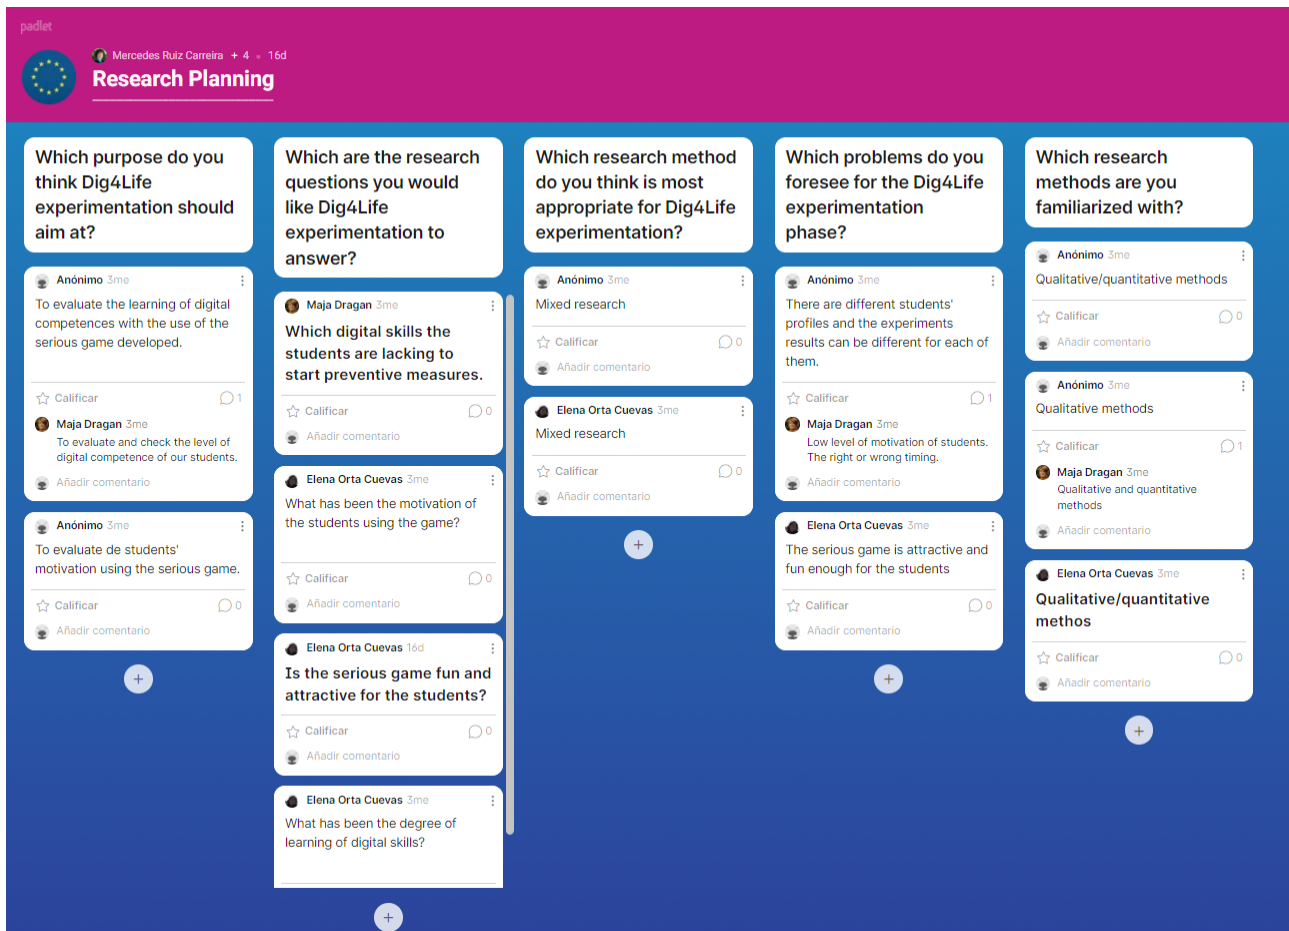 padlet
Mercedes Ruiz Carreira + 4 • 16d
Research Planning
Which purpose do you
think Dig4Life
experimentation should
aim at?
Anónimo 3me
To evaluate the learning of digital
competences with the use of the
serious game developed.
Calificar 1
Maja Dragan 3me
To evaluate and check the level of
digital competence of our students.
Añadir comentario
Anónimo 3me
To evaluate de students'
motivation using the serious game.
Calificar 0
Añadir comentario
+
Which are the research
questions you would
like Dig4Life
experimentation to
answer?
Maja Dragan 3me
Which digital skills the
students are lacking to
start preventive measures.
Calificar 0
Añadir comentario
Elena Orta Cuevas 3me
What has been the motivation of
the students using the game?
Calificar 0
Añadir comentario
Elena Orta Cuevas 16d
Is the serious game fun and
attractive for the students?
Calificar 0
Añadir comentario
Elena Orta Cuevas 3me
What has been the degree of
learning of digital skills?
+
Which research method
do you think is most
appropriate for Dig4Life
experimentation?
Anónimo 3me
Mixed research
Calificar 0
Añadir comentario
Elena Orta Cuevas 3me
Mixed research
Calificar 0
Añadir comentario
+
Which problems do you
foresee for the Dig4Life
experimentation
phase?
Anónimo 3me
There are different students'
profiles and the experiments
results can be different for each of
them.
Calificar 1
Maja Dragan 3me
Low level of motivation of students.
The right or wrong timing.
Añadir comentario
Elena Orta Cuevas 3me
The serious game is attractive and
fun enough for the students
Calificar 0
Añadir comentario
+
Which research
methods are you
familiarized with?
Anónimo 3me
Qualitative/quantitative methods
Calificar 0
Añadir comentario
Anónimo 3me
Qualitative methods
Calificar 1
Maja Dragan 3me
Qualitative and quantitative
methods
Añadir comentario
Elena Orta Cuevas 3me
Qualitative/quantitative
methos
Calificar 0
Añadir comentario
+